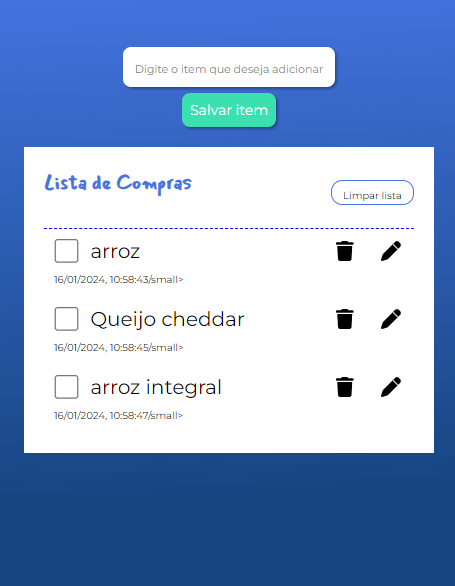 Digite o item que deseja adicionar
Salvar item
Lista de Compras
Limpar lista
arroz
16/01/2024, 10:58:43/small>
Queijo cheddar
16/01/2024, 10:58:45/small>
arroz integral
16/01/2024, 10:58:47/small>